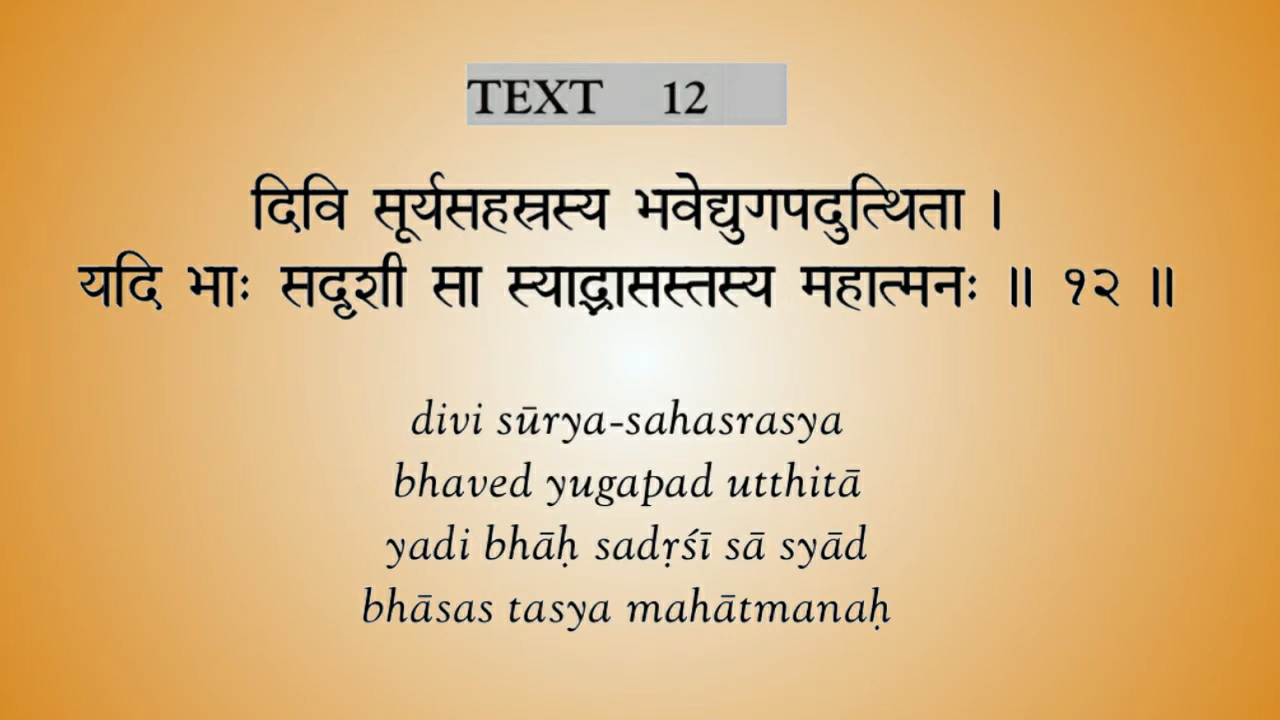 TEXT 12
दिवि सूर्यसहस्रस्य भवेद्युगपदुत्थिता ।
यदि भाः सदृशी सा स्याद्भासस्तस्य महात्मनः ॥ १२ ॥
divi sūrya-sahasrasya
bhaved yugapad utthitā
yadi bhāḥ sadṛśī sā syād
bhāsas tasya mahātmanaḥ